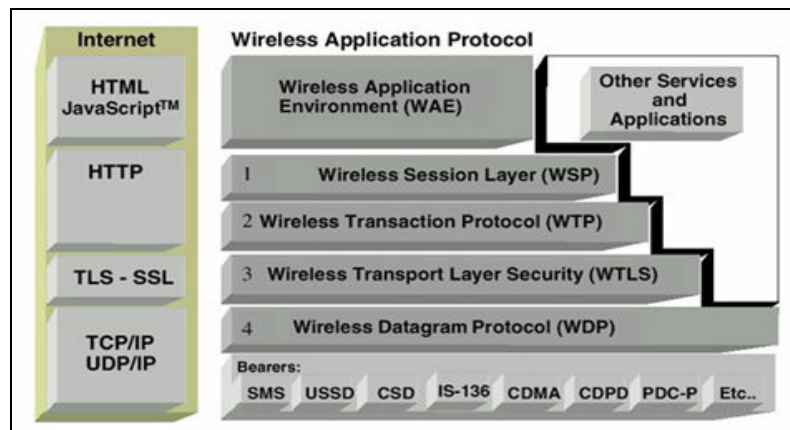 Internet
HTML
JavaScript™
HTTP
TLS - SSL
TCP/IP
UDP/IP
Wireless Application Protocol
Wireless Application
Environment (WAE)
Other Services
and
Applications
1 Wireless Session Layer (WSP)
2 Wireless Transaction Protocol (WTP)
3 Wireless Transport Layer Security (WTLS)
4 Wireless Datagram Protocol (WDP)
Bearers:
SMS USSD CSD IS-136 CDMA CDPD PDC-P Etc..